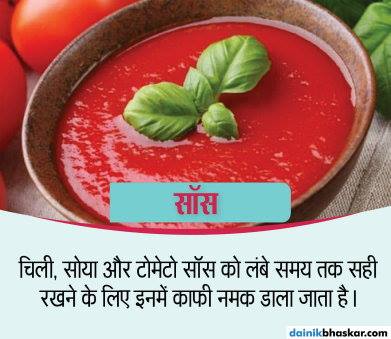 सॉस
चिली, सोया और टोमेटो सॉस को लंबे समय तक सही
रखने के लिए इनमें काफी नमक डाला जाता है।
dainikbhaskar.com